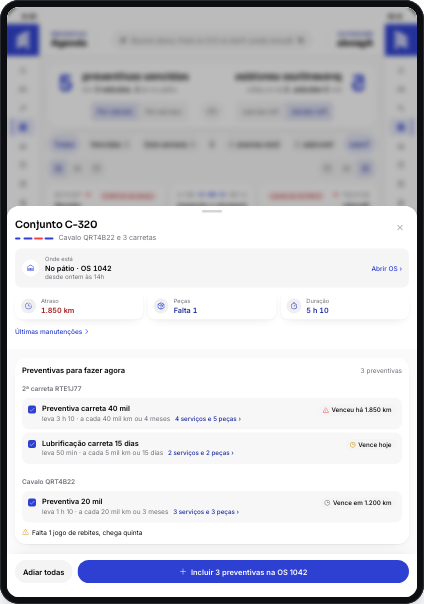 Conjunto C-320
Cavalo QRT4B22 e 3 carretas
Onde está
No pátio · OS 1042
desde ontem às 14h
Abrir OS ›
Atraso
1.850 km
Peças
Falta 1
Duração
5 h 10
Últimas manutenções ›
Preventivas para fazer agora
3 preventivas
2ª carreta RTE1J77
Preventiva carreta 40 mil
Venceu há 1.850 km
leva 3 h 10 · a cada 40 mil km ou 4 meses 4 serviços e 5 peças ›
Lubrificação carreta 15 dias
Vence hoje
leva 50 min · a cada 5 mil km ou 15 dias 2 serviços e 2 peças ›
Cavalo QRT4B22
Preventiva 20 mil
Vence em 1.200 km
leva 1 h 10 · a cada 20 mil km ou 3 meses 3 serviços e 3 peças ›
Falta 1 jogo de rebites, chega quinta
Adiar todas
+ Incluir 3 preventivas na OS 1042